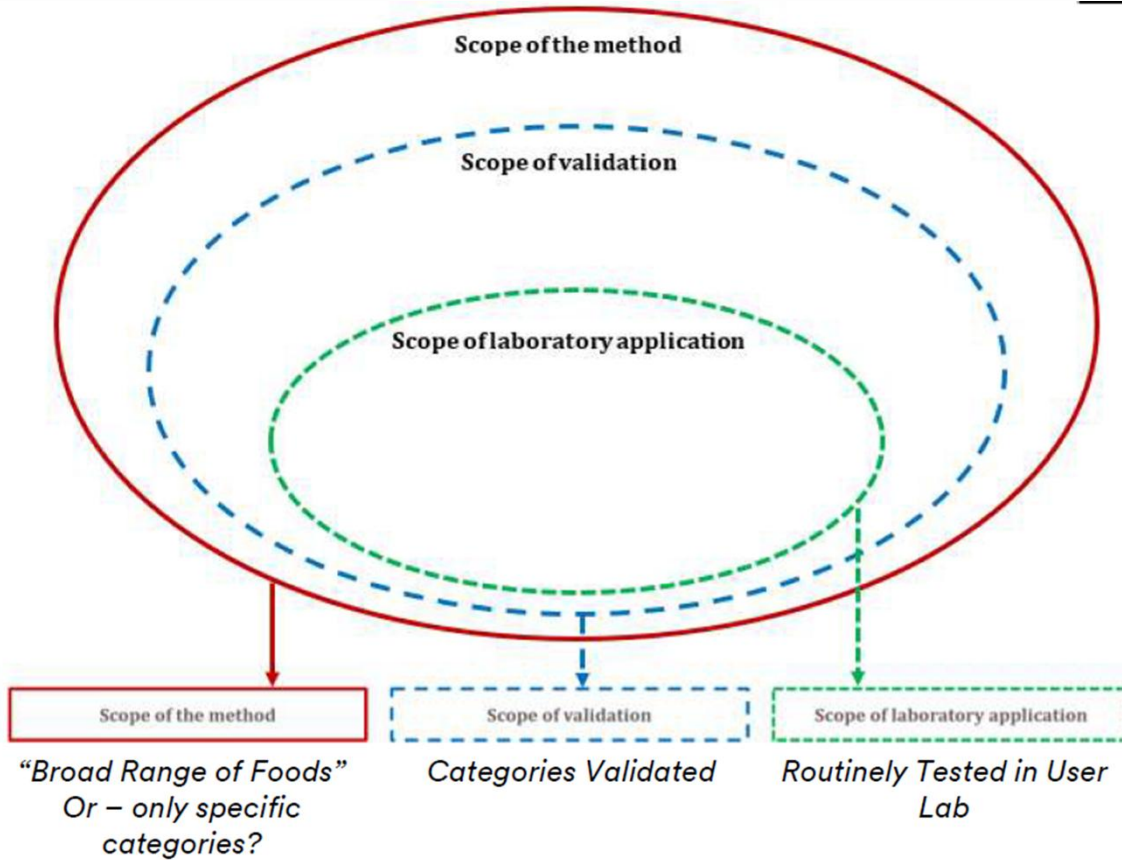 Scope of the method
Scope of validation
Scope of laboratory application
Scope of the method
Scope of validation
Scope of laboratory application
“Broad Range of Foods”
Or – only specific
categories?
Categories Validated
Routinely Tested in User
Lab